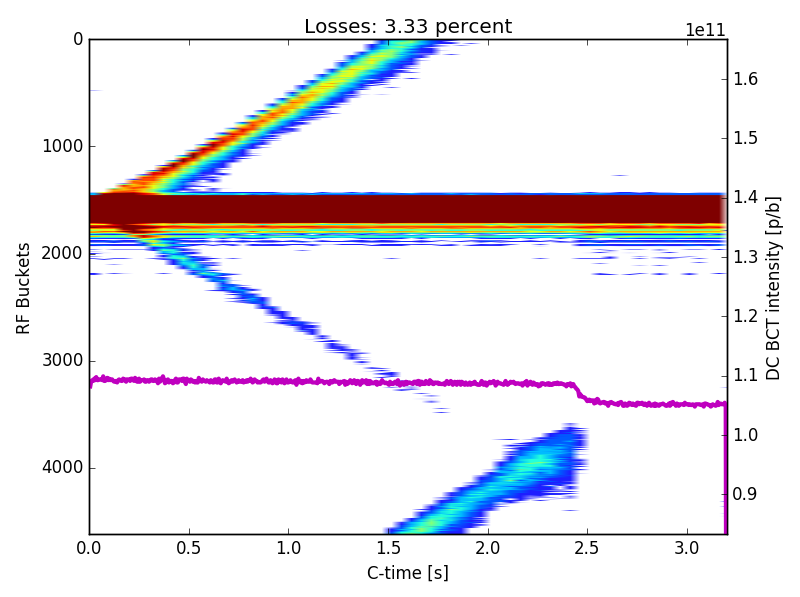 Losses: 3.33 percent
1e11
0
1000
2000
3000
4000
RF Buckets
1.6
1.5
1.4
1.3
1.2
1.1
1.0
0.9
DC BCT intensity [p/b]
0.0 0.5 1.0 1.5 2.0 2.5 3.0
C-time [s]